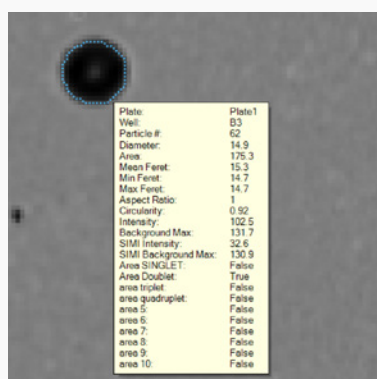 Plate: Plate1
Well: B3
Particle #: 62
Diameter: 14.9
Area: 175.3
Mean Feret: 15.3
Min Feret: 14.7
Max Feret: 14.7
Aspect Ratio: 1
Circularity: 0.92
Intensity: 102.5
Background Max: 131.7
SIMI Intensity: 32.6
SIMI Background Max: 130.9
Area SINGLET: False
Area Doublet: True
area triplet: False
area quadruplet: False
area 5: False
area 6: False
area 7: False
area 8: False
area 9: False
area 10: False